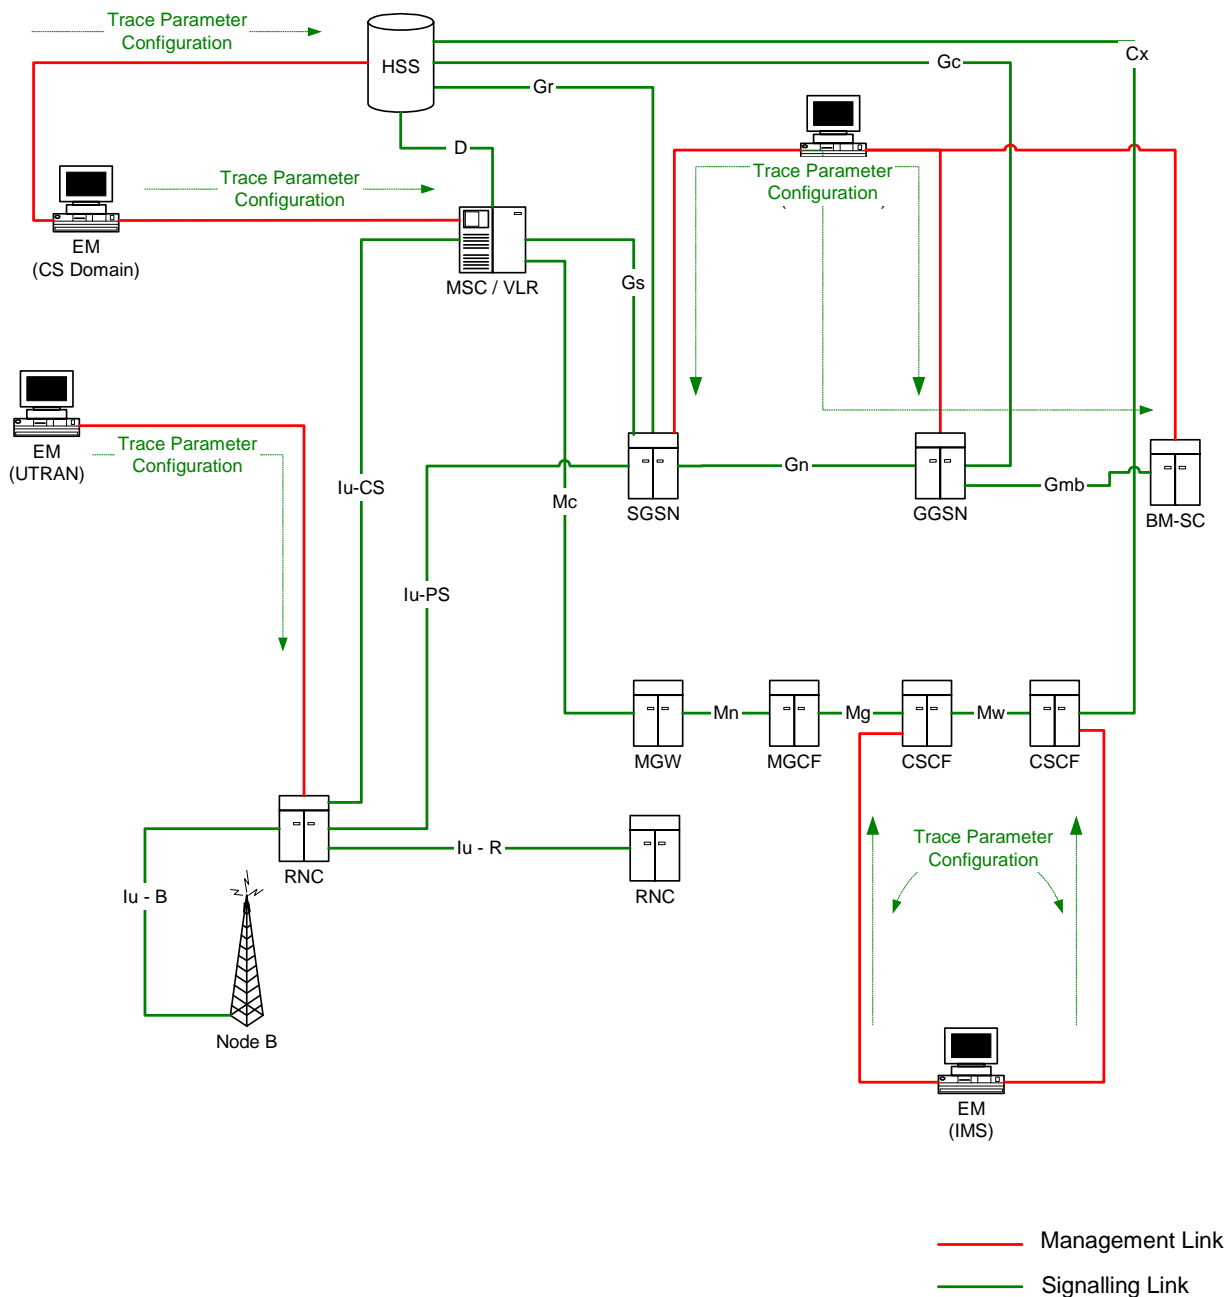 Trace Parameter
Configuration
HSS
Cx
Gc
Gr
D
Trace Parameter
Configuration
Trace Parameter
Configuration
EM
(CS Domain)
MSC / VLR
Gs
EM
(UTRAN)
Trace Parameter
Configuration
Iu-CS
Mc
Gn
Gmb
SGSN
GGSN
BM-SC
Iu-PS
Mn
Mg
Mw
MGW
MGCF
CSCF
CSCF
Trace Parameter
Configuration
Iu - R
RNC
RNC
Iu - B
Node B
EM
(IMS)
Management Link
Signalling Link